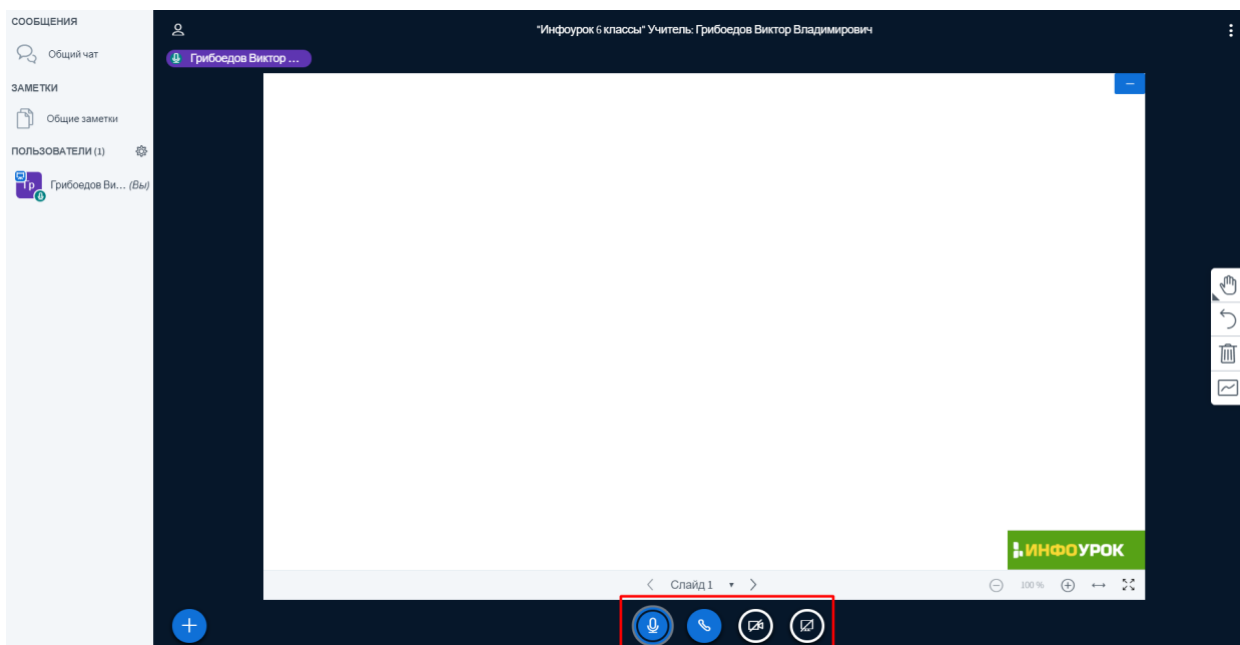 СООБЩЕНИЯ
Общий чат
ЗАМЕТКИ
Общие заметки
ПОЛЬЗОВАТЕЛИ (1)
Гр
Грибоедов Ви... (Вы)
"Инфоурок 6 классы" Учитель: Грибоедов Виктор Владимирович
Грибоедов Виктор ...
ИНФОУРОК
Слайд 1
100 %